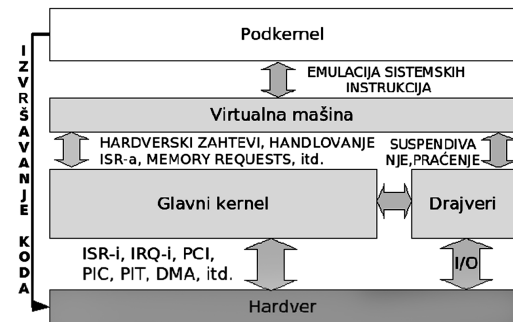 Podkernel
EMULACIJA SISTEMSKIH
INSTRUKCIJA
Virtualna mašina
HARDVERSKI ZAHTEVI, HANDLOVANJE
ISR-a, MEMORY REQUESTS, itd.
SUSPENDIVA
NJE,PRAĆENJE
Glavni kernel
Drajveri
ISR-i, IRQ-i, PCI,
PIC, PIT, DMA, itd.
I/O
Hardver
IZVRŠAVANJE KODA